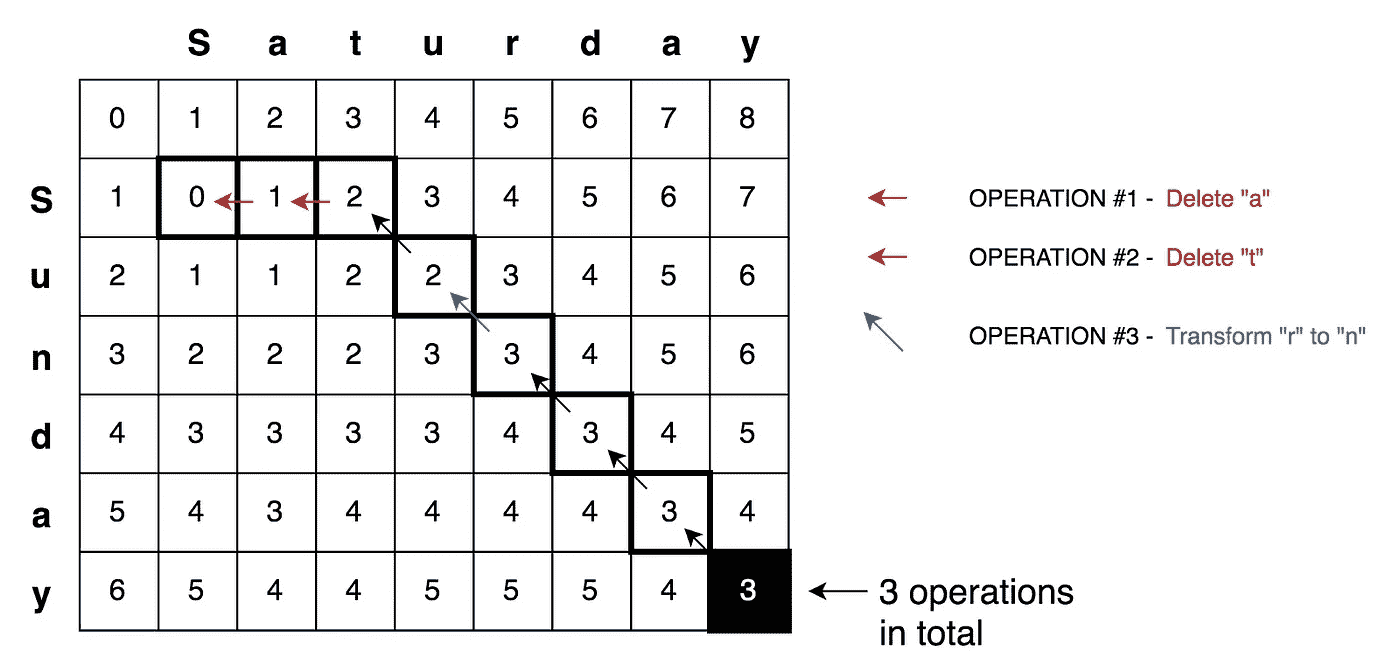 S a t u r d a y
0 1 2 3 4 5 6 7 8
S 1 0 1 2 3 4 5 6 7
OPERATION #1 - Delete "a"
u 2 1 1 2 2 3 4 5 6
OPERATION #2 - Delete "t"
n 3 2 2 2 3 3 4 5 6
OPERATION #3 - Transform "r" to "n"
d 4 3 3 3 3 4 3 4 5
a 5 4 3 4 4 4 4 3 4
y 6 5 4 4 5 5 5 4 3
3 operations
in total